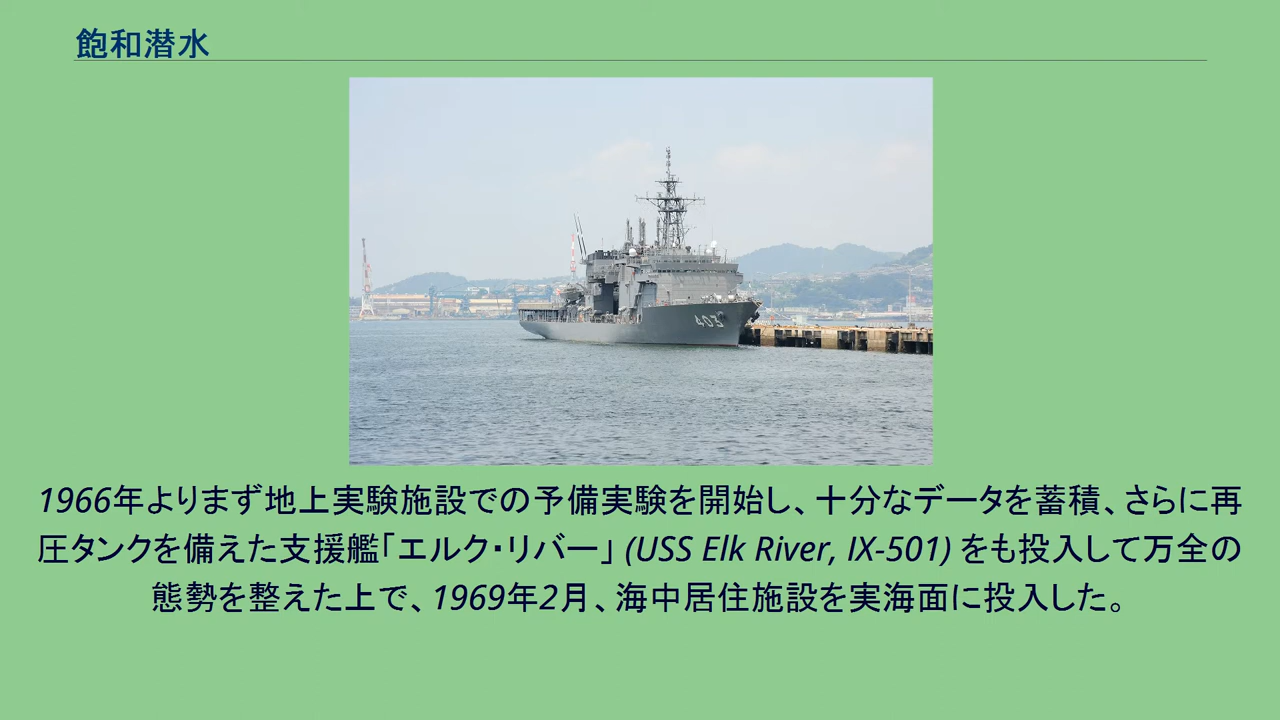 飽和潜水
403
1966年よりまず地上実験施設での予備実験を開始し、十分なデータを蓄積、さらに再
圧タンクを備えた支援艦｢エルク･リバー｣ (USS Elk River, IX-501) をも投入して万全の
態勢を整えた上で、1969年2月、海中居住施設を実海面に投入した。